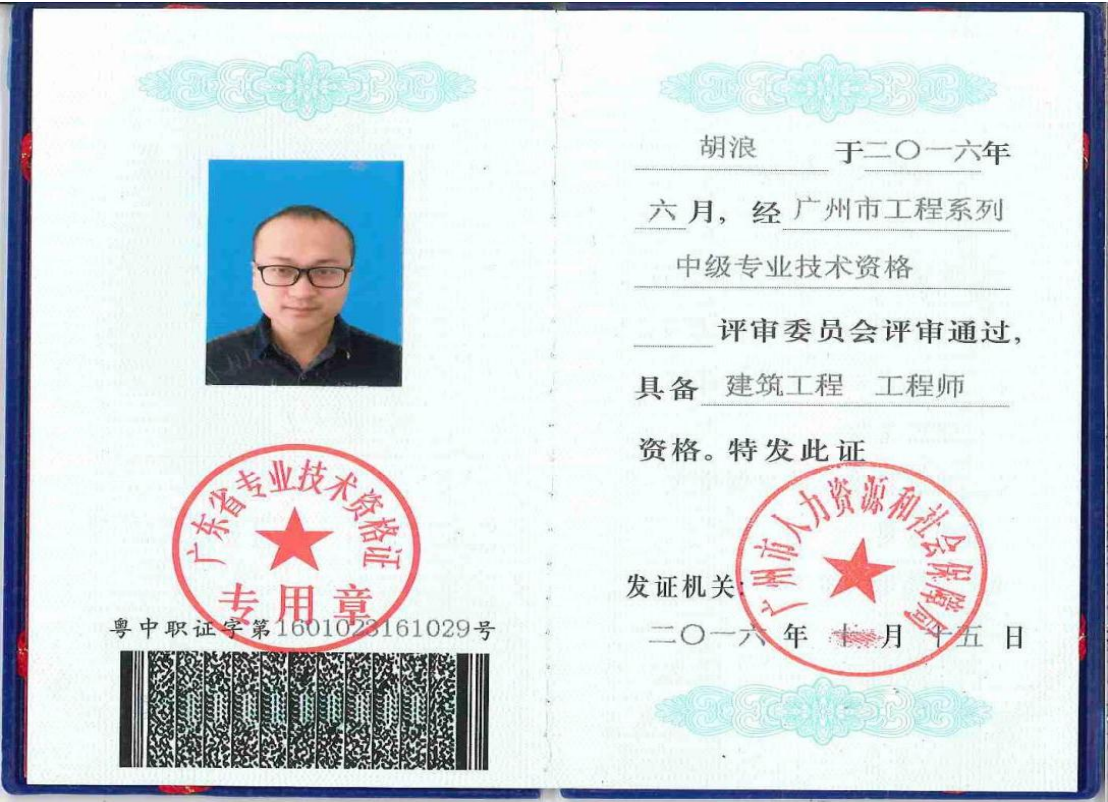 广东省专业技术资格证
专用章
粤中职证字第1601023161029号
胡浪 于二〇一六年
六月，经广州市工程系列
中级专业技术资格
评审委员会评审通过，
具备 建筑工程 工程师
资格。特发此证
广州市人力资源和社会保障局
发证机关：
二〇一六年 月 十五日